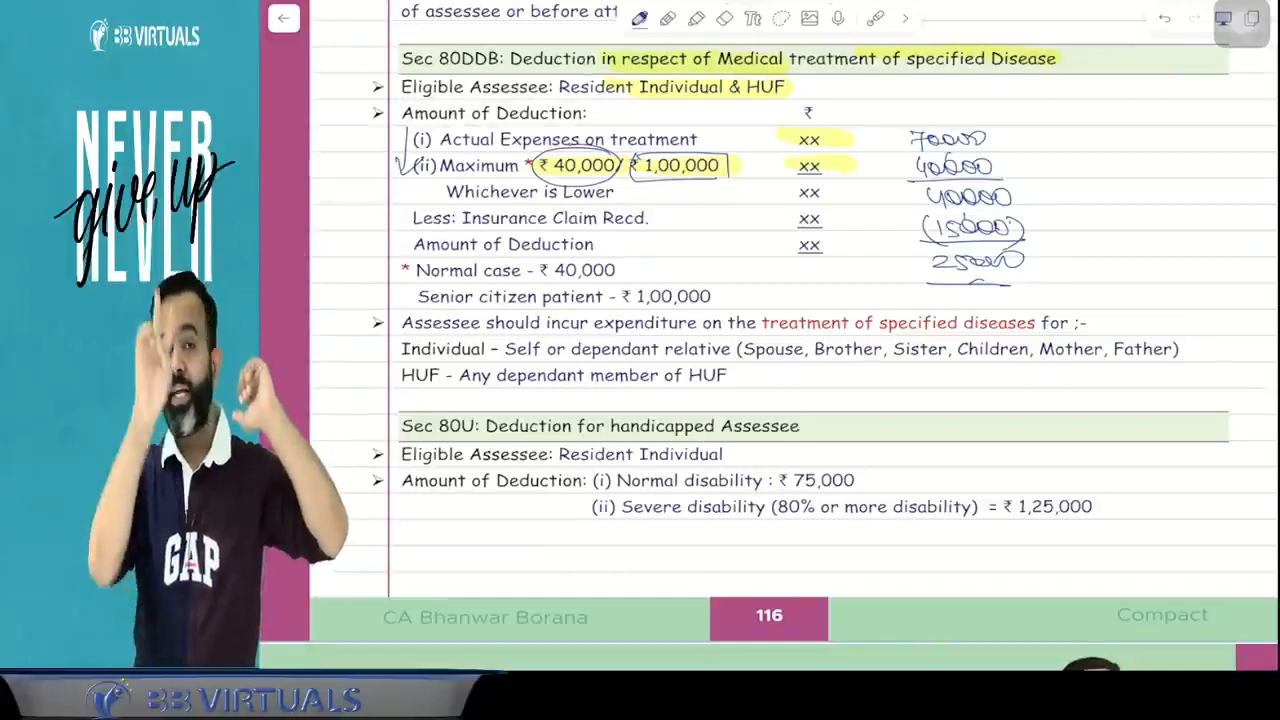 BB VIRTUALS
NEVER
give up
NEVER
of assessee or before
Tt
Sec 80DDB: Deduction in respect of Medical treatment of specified Disease
➢ Eligible Assessee: Resident Individual & HUF
➢ Amount of Deduction: ₹
(i) Actual Expenses on treatment xx 70000
(ii) Maximum * ₹ 40,000/ ₹ 1,00,000 xx 40000
Whichever is Lower xx 40000
Less: Insurance Claim Recd. xx (15000)
Amount of Deduction xx 25000
* Normal case - ₹ 40,000
Senior citizen patient - ₹ 1,00,000
➢ Assessee should incur expenditure on the treatment of specified diseases for ;-
Individual – Self or dependant relative (Spouse, Brother, Sister, Children, Mother, Father)
HUF - Any dependant member of HUF
Sec 80U: Deduction for handicapped Assessee
➢ Eligible Assessee: Resident Individual
➢ Amount of Deduction: (i) Normal disability : ₹ 75,000
(ii) Severe disability (80% or more disability) = ₹ 1,25,000
GAP
CA Bhanwar Borana 116 Compact
BB VIRTUALS